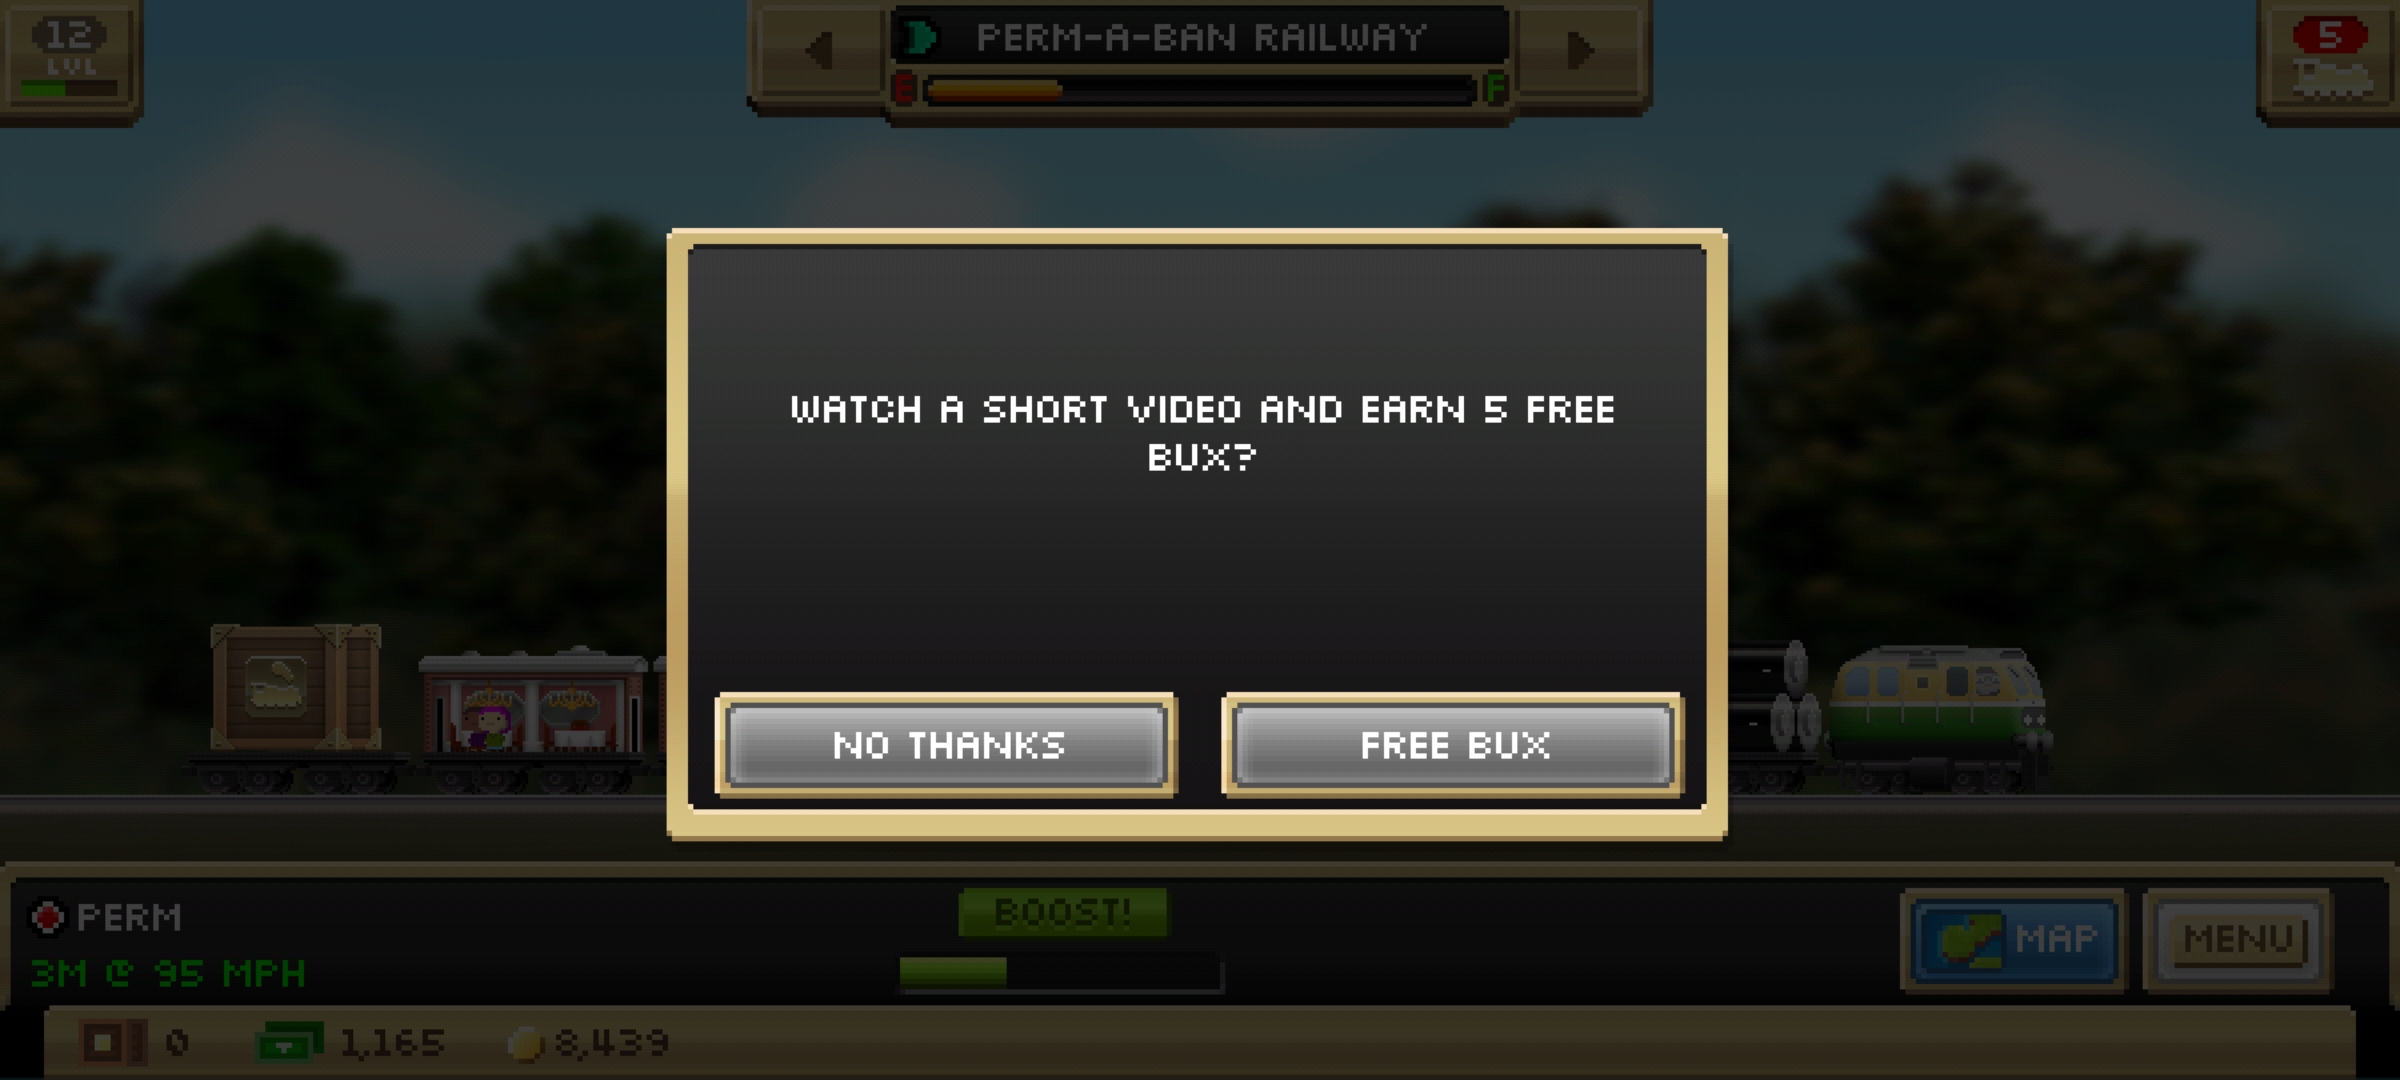 12
LVL
PERM-A-BAN RAILWAY
E F
5
WATCH A SHORT VIDEO AND EARN 5 FREE
BUX?
NO THANKS
FREE BUX
PERM
3M @ 95 MPH
BOOST!
MAP
MENU
0 1,165 8,439